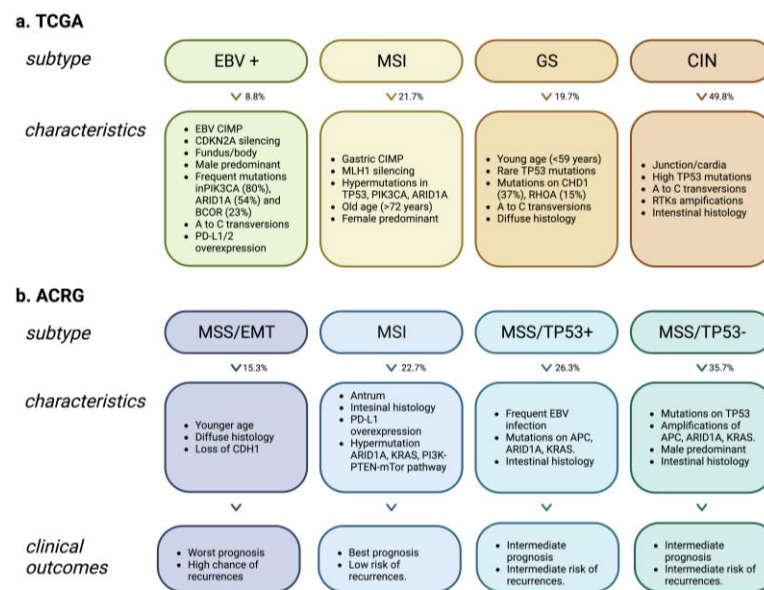 a. TCGA
subtype
EBV +
MSI
GS
CIN
8.8%
21.7%
19.7%
49.8%
characteristics
• EBV CIMP
• CDKN2A silencing
• Fundus/body
• Male predominant
• Frequent mutations
inPIK3CA (80%),
ARID1A (54%) and
BCOR (23%)
• A to C transversions
• PD-L1/2
overexpression
• Gastric CIMP
• MLH1 silencing
• Hypermutations in
TP53, PIK3CA, ARID1A
• Old age (>72 years)
• Female predominant
• Young age (<59 years)
• Rare TP53 mutations
• Mutations on CHD1
(37%), RHOA (15%)
• A to C transversions
• Diffuse histology
• Junction/cardia
• High TP53 mutations
• A to C transversions
• RTKs ampifications
• Intenstinal histology
b. ACRG
subtype
MSS/EMT
MSI
MSS/TP53+
MSS/TP53-
15.3%
22.7%
26.3%
35.7%
characteristics
• Younger age
• Diffuse histology
• Loss of CDH1
• Antrum
• Intesinal histology
• PD-L1
overexpression
• Hypermutation
ARID1A, KRAS, PI3K-
PTEN-mTor pathway
• Frequent EBV
infection
• Mutations on APC,
ARID1A, KRAS.
• Intestinal histology
• Mutations on TP53
• Amplifications of
APC, ARID1A, KRAS.
• Male predominant
• Intestinal histology
clinical
outcomes
• Worst prognosis
• High chance of
recurrences
• Best prognosis
• Low risk of
recurrences.
• Intermediate
prognosis
• Intermediate risk of
recurrences.
• Intermediate
prognosis
• Intermediate risk of
recurrences.